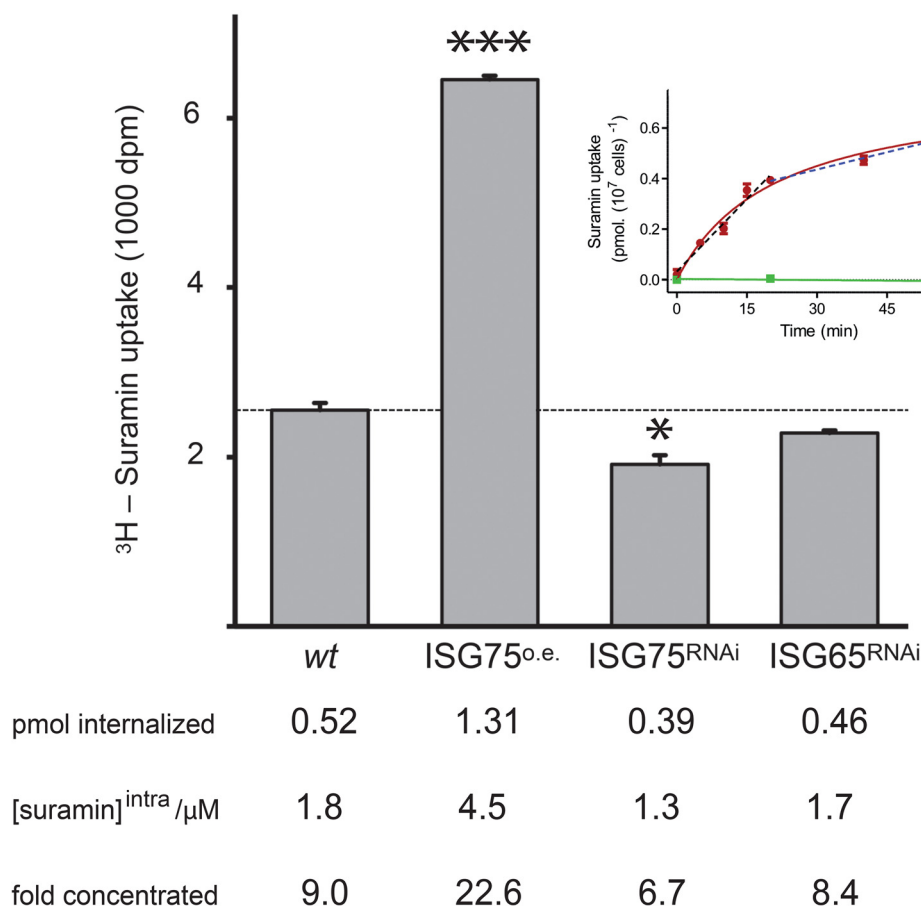 ***
6
4
2
³H – Suramin uptake (1000 dpm)
*
Suramin uptake
(pmol. (10⁷ cells)⁻¹)
0.6
0.4
0.2
0.0
0 15 30 45
Time (min)
wt ISG75ᵒ·ᵉ· ISG75ᴿᴺᴬⁱ ISG65ᴿᴺᴬⁱ
pmol internalized 0.52 1.31 0.39 0.46
[suramin]ⁱⁿᵗʳᵃ/µM 1.8 4.5 1.3 1.7
fold concentrated 9.0 22.6 6.7 8.4